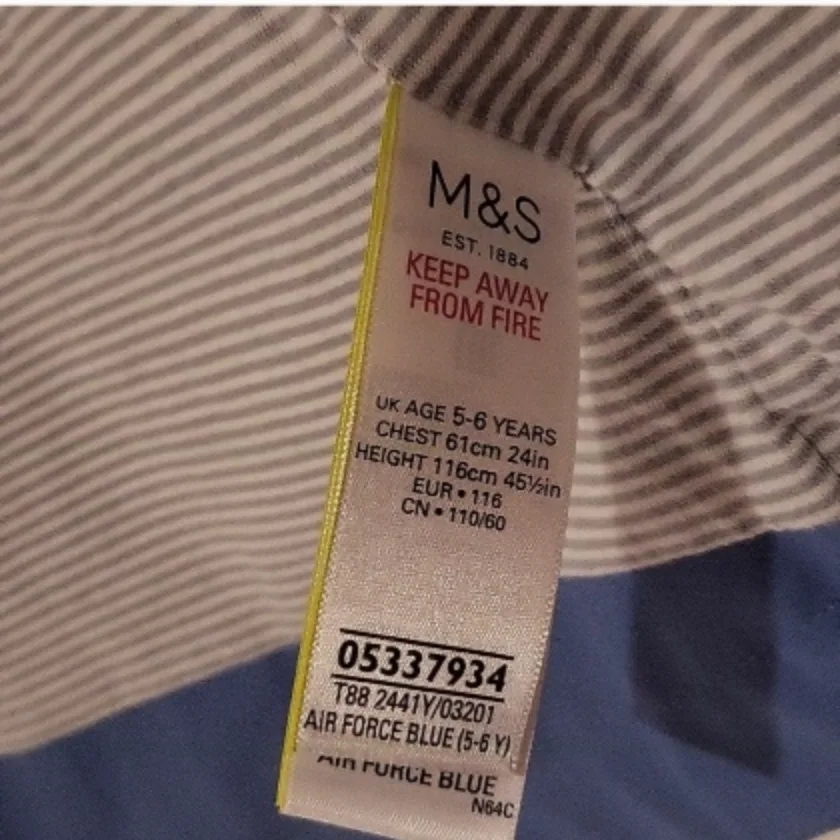 M&S
EST. 1884
KEEP AWAY
FROM FIRE
UK AGE 5-6 YEARS
CHEST 61cm 24in
HEIGHT 116cm 45½in
EUR • 116
CN • 110/60
05337934
T88 2441Y/03201
AIR FORCE BLUE (5-6 Y)
AIR FORCE BLUE
N64C